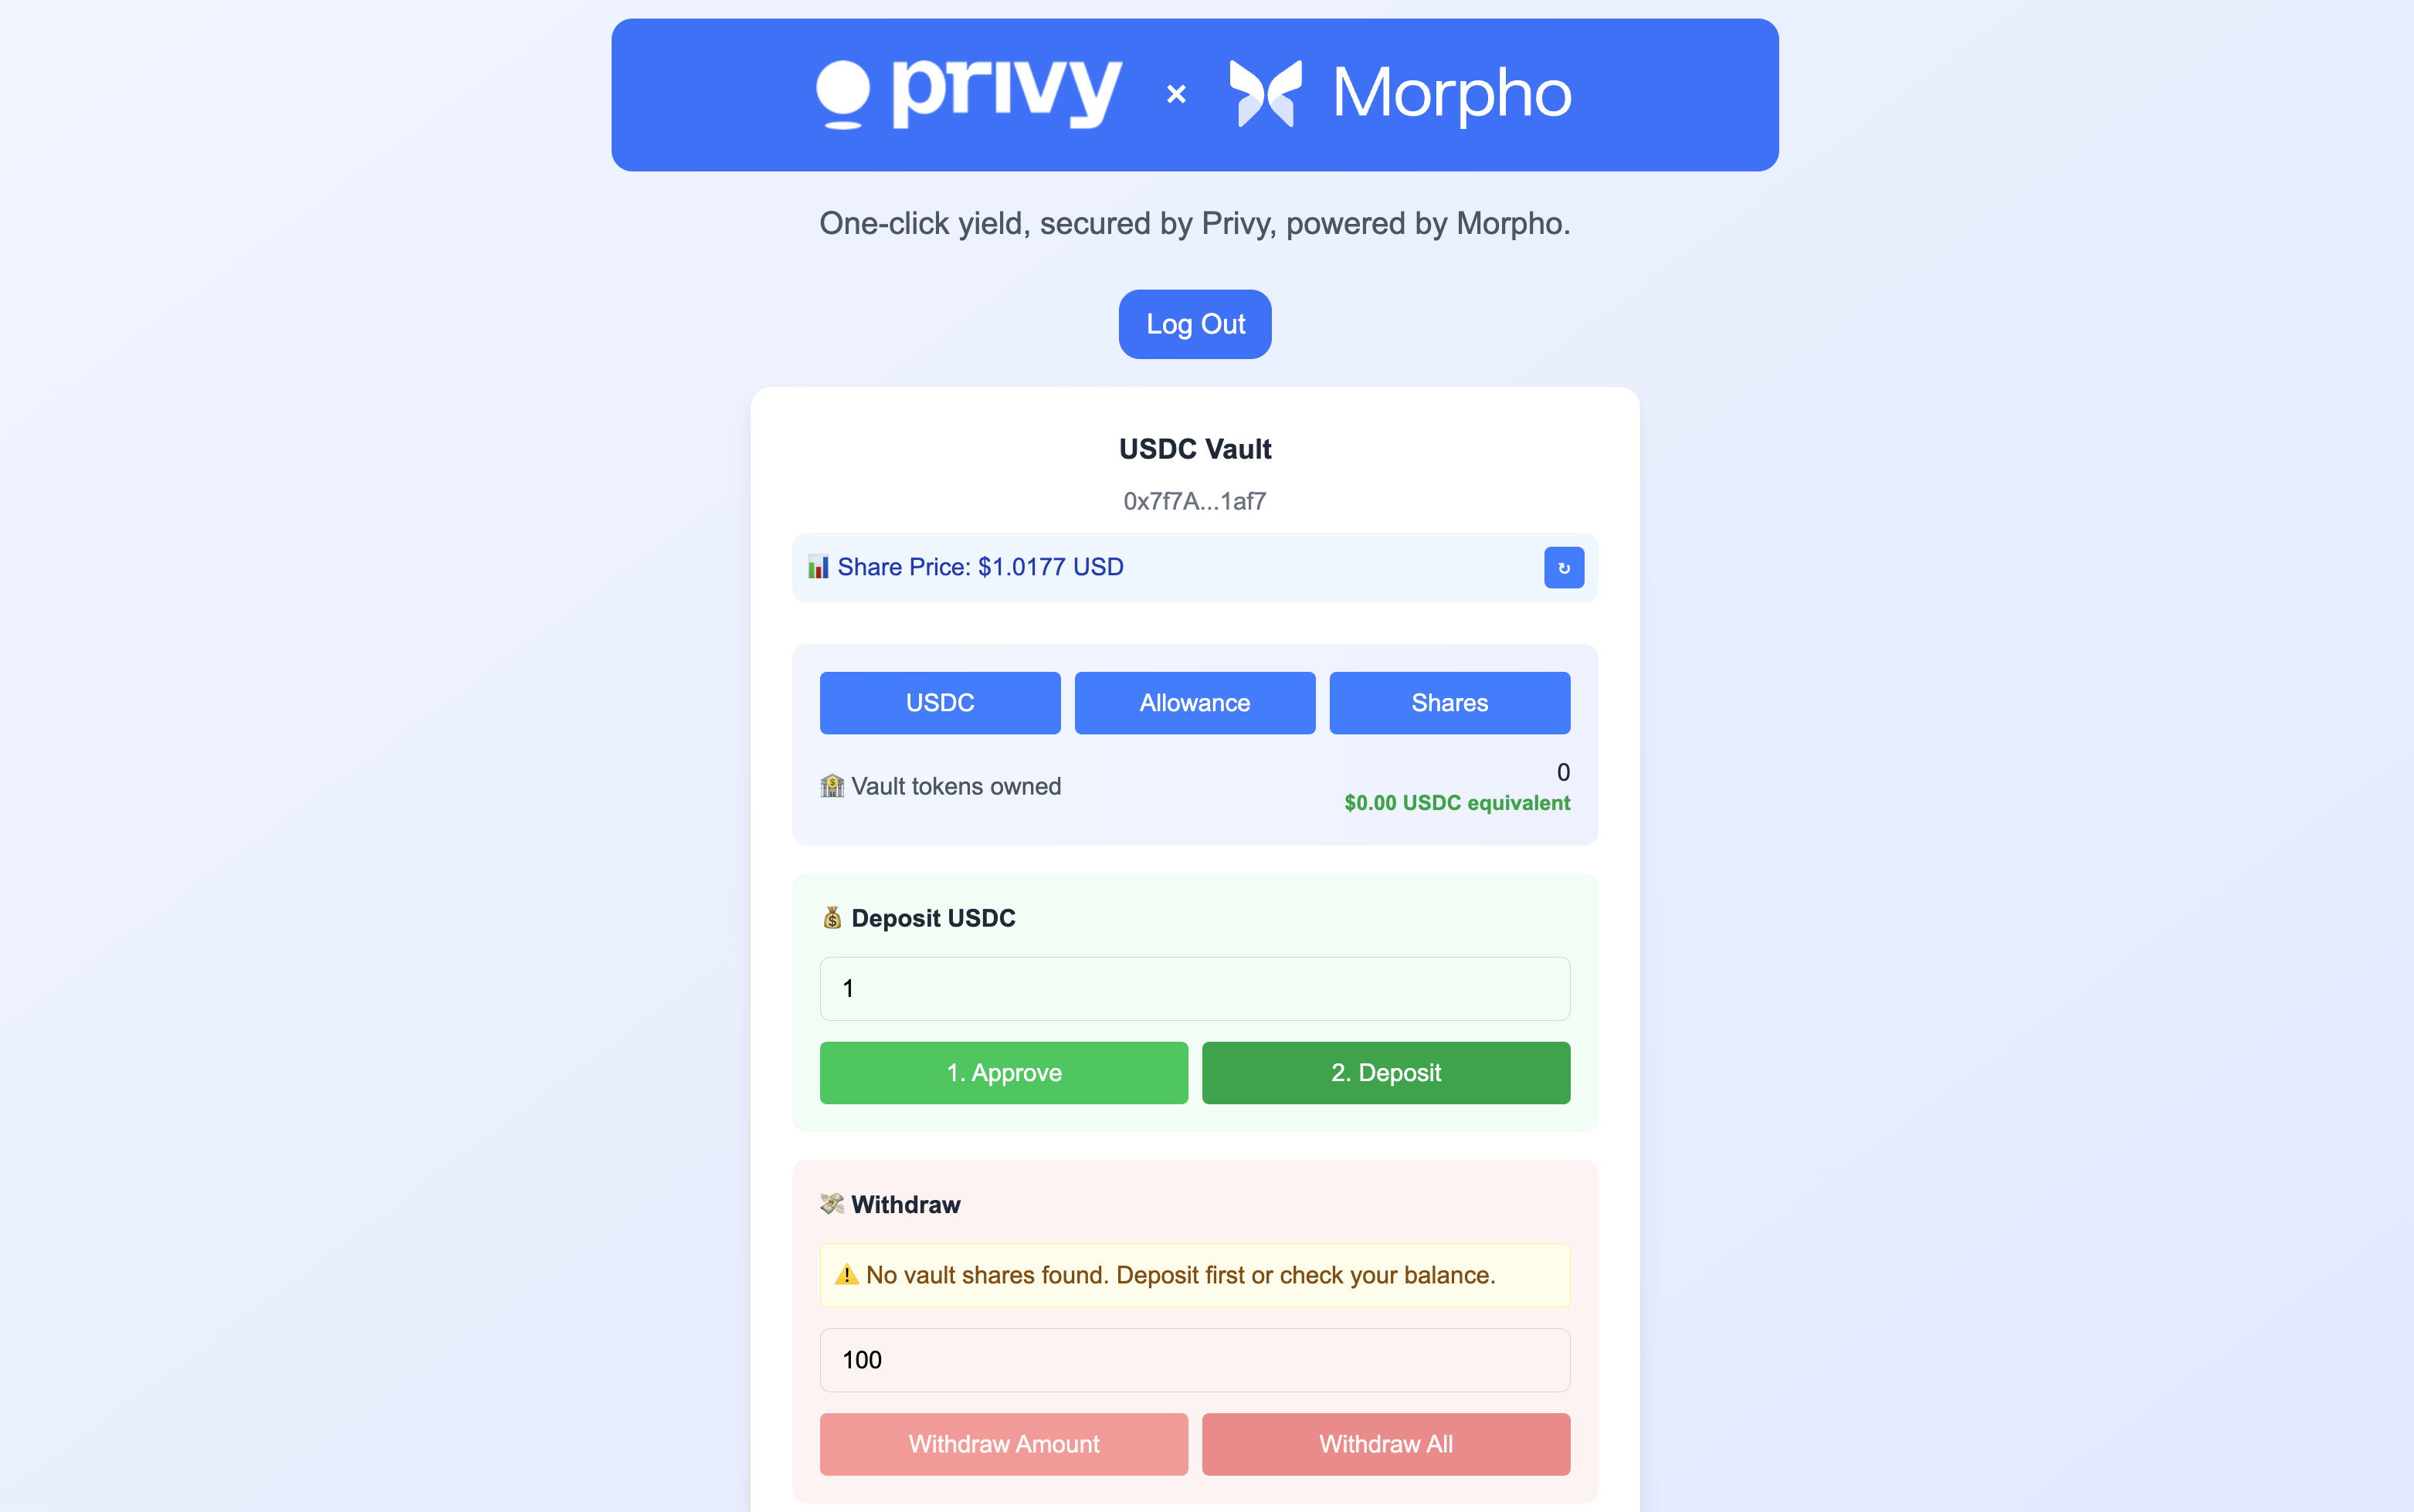 privy × Morpho
One-click yield, secured by Privy, powered by Morpho.
Log Out
USDC Vault
0x7f7A...1af7
📊 Share Price: $1.0177 USD
↻
USDC
Allowance
Shares
🏦 Vault tokens owned
0
$0.00 USDC equivalent
💰 Deposit USDC
1
1. Approve
2. Deposit
💸 Withdraw
⚠️ No vault shares found. Deposit first or check your balance.
100
Withdraw Amount
Withdraw All